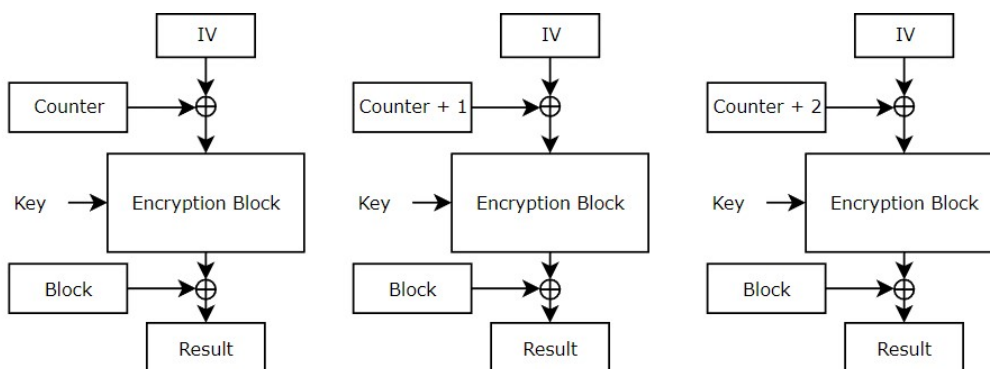 IV
IV
IV
Counter
Counter + 1
Counter + 2
Key
Encryption Block
Key
Encryption Block
Key
Encryption Block
Block
Block
Block
Result
Result
Result